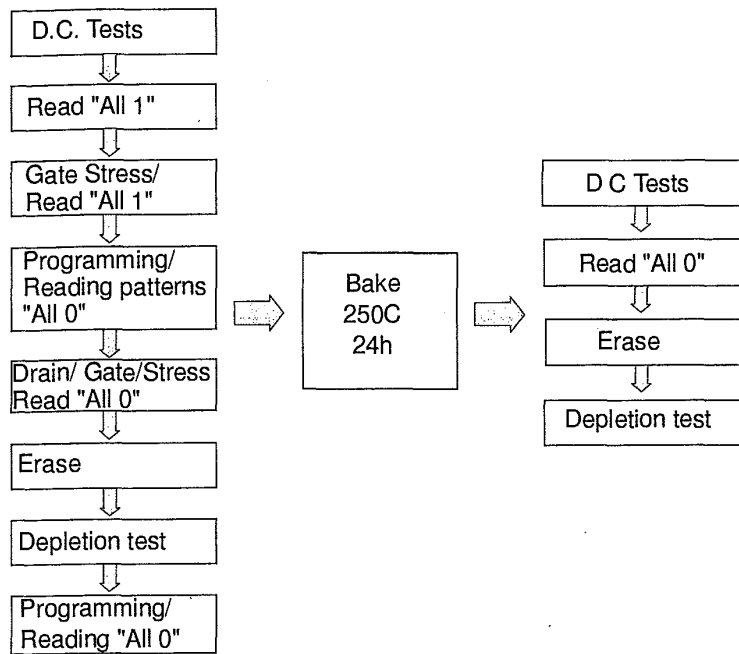 D.C. Tests
Read "All 1"
Gate Stress/
Read "All 1"
Programming/
Reading patterns
"All 0"
Drain/ Gate/Stress
Read "All 0"
Erase
Depletion test
Programming/
Reading "All 0"
Bake
250C
24h
D C Tests
Read "All 0"
Erase
Depletion test